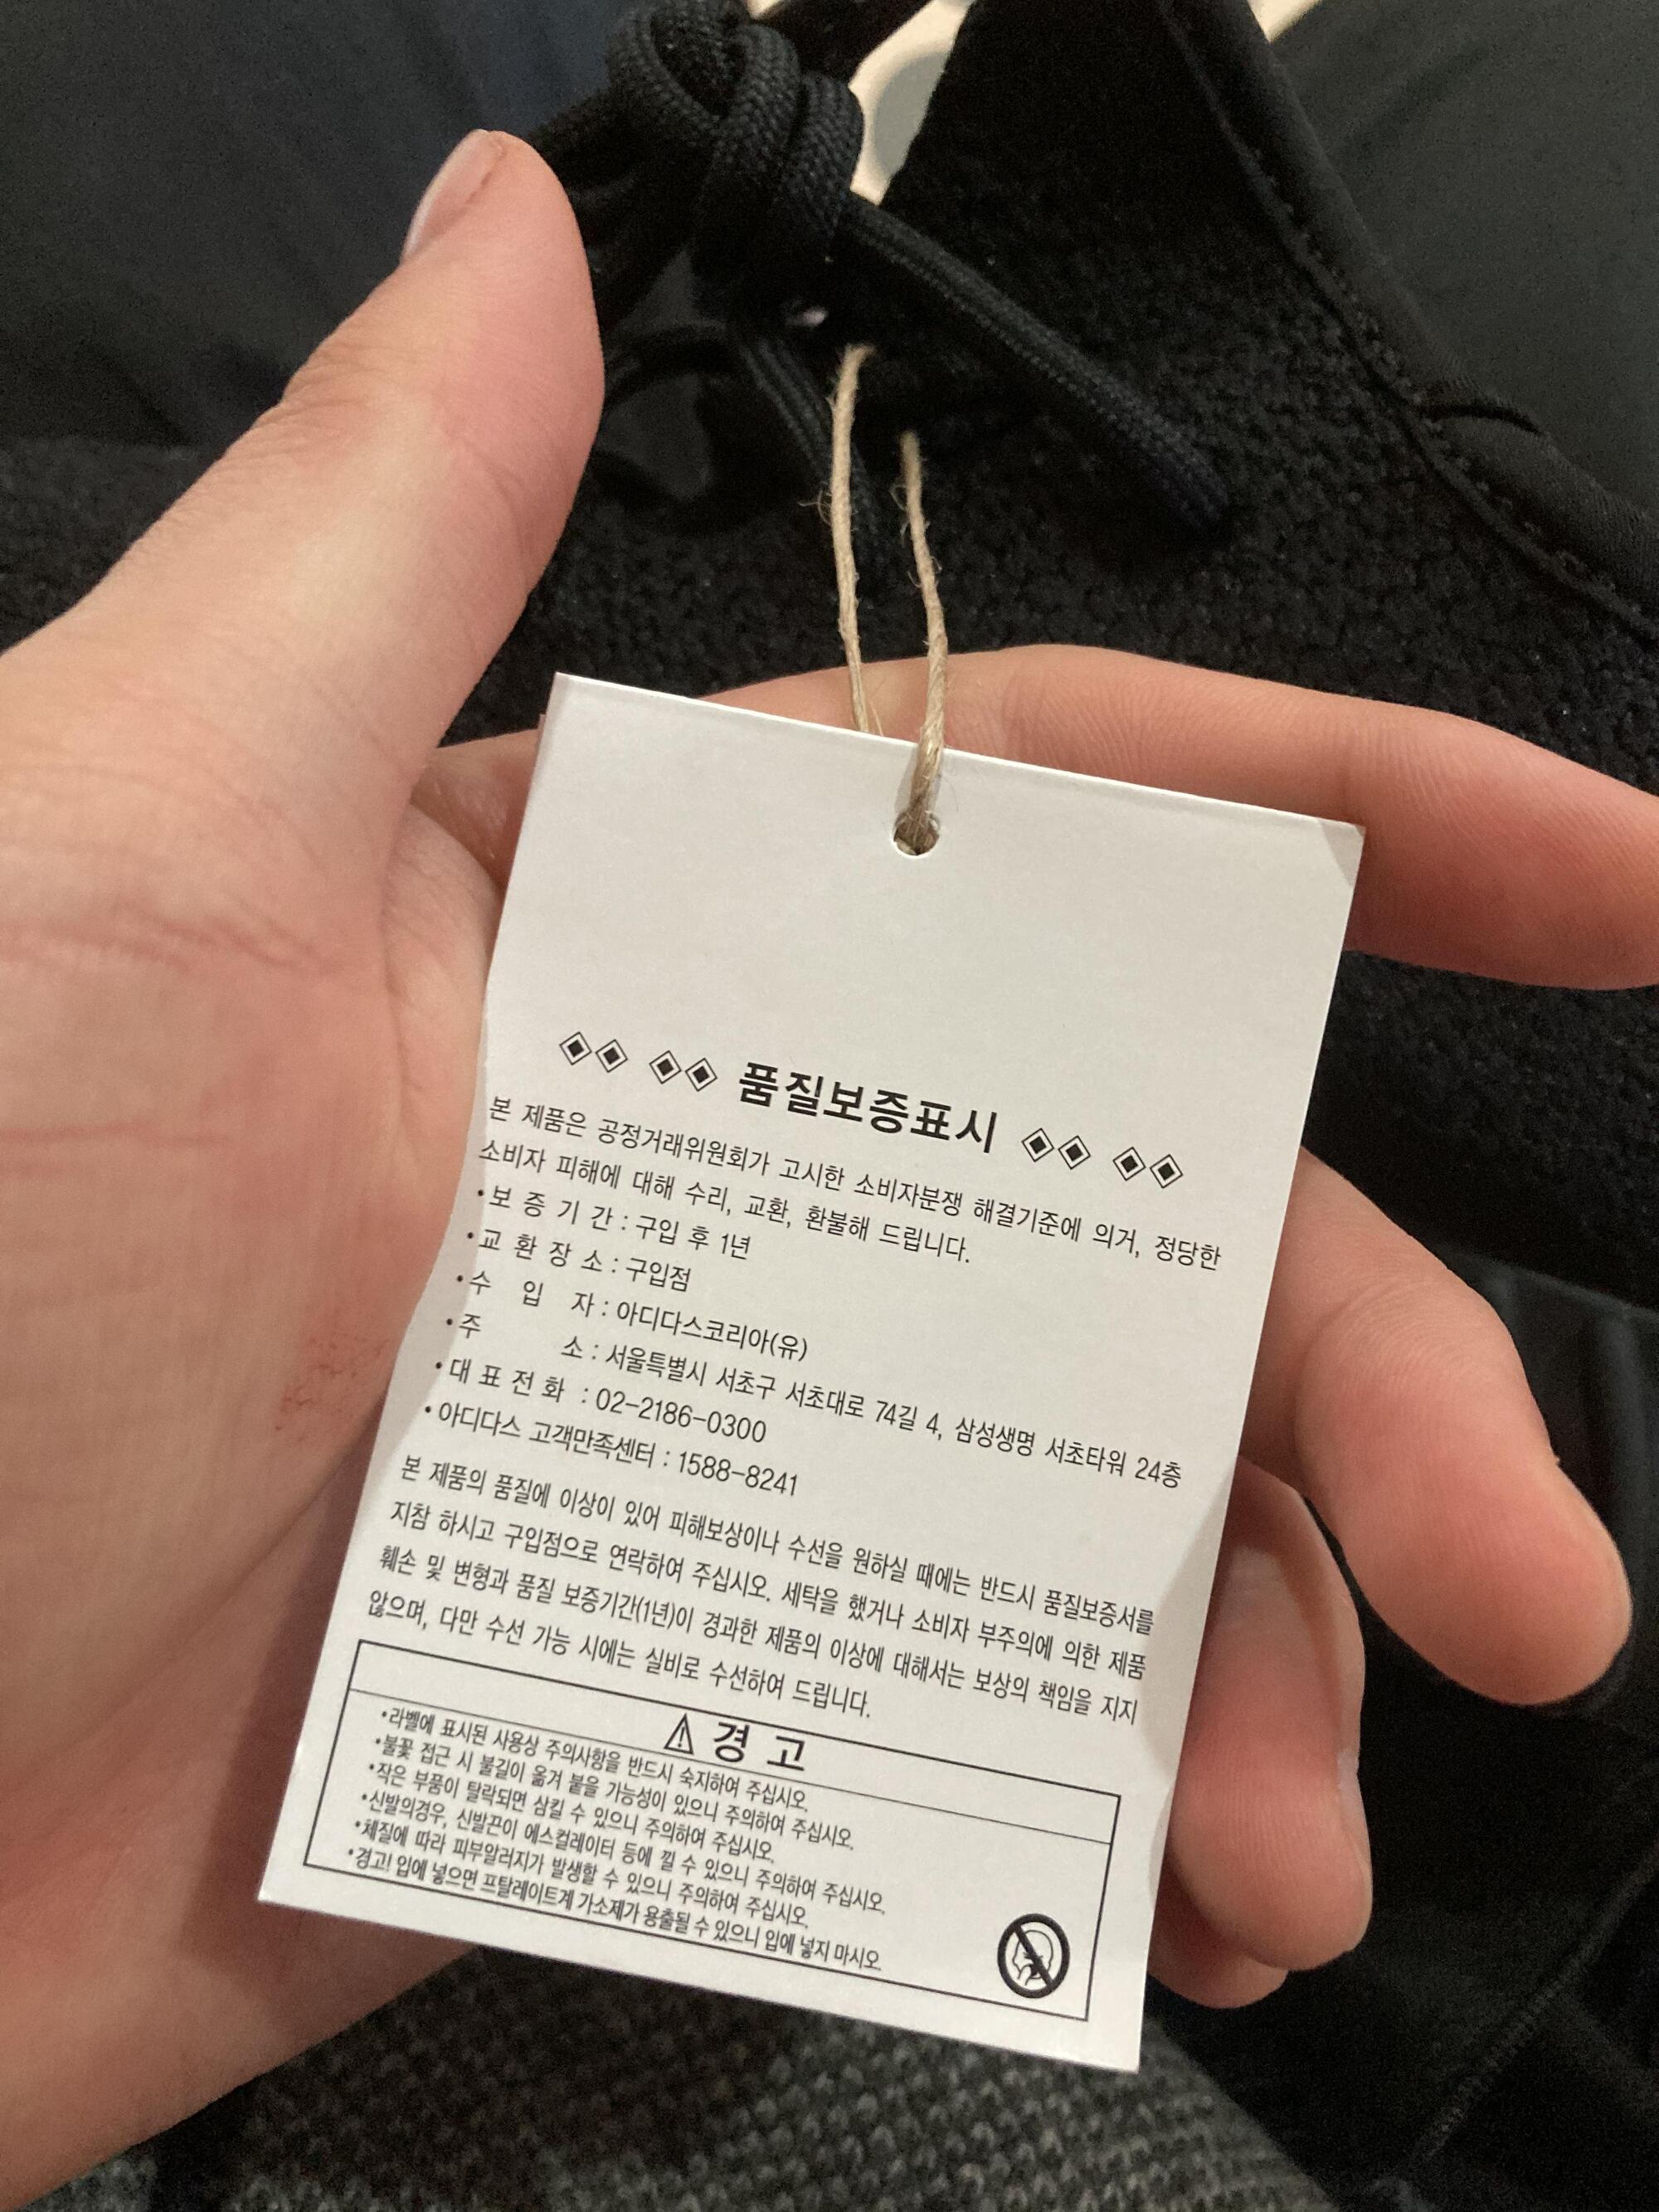 ◈◈ ◈◈ 품질보증표시 ◈◈ ◈◈
본 제품은 공정거래위원회가 고시한 소비자분쟁 해결기준에 의거, 정당한
소비자 피해에 대해 수리, 교환, 환불해 드립니다.
•보 증 기 간 : 구입 후 1년
•교 환 장 소 : 구입점
•수 입 자 : 아디다스코리아(유)
•주 소 : 서울특별시 서초구 서초대로 74길 4, 삼성생명 서초타워 24층
•대 표 전 화 : 02-2186-0300
•아디다스 고객만족센터 : 1588-8241
본 제품의 품질에 이상이 있어 피해보상이나 수선을 원하실 때에는 반드시 품질보증서를
지참 하시고 구입점으로 연락하여 주십시오. 세탁을 했거나 소비자 부주의에 의한 제품
훼손 및 변형과 품질 보증기간(1년)이 경과한 제품의 이상에 대해서는 보상의 책임을 지지
않으며, 다만 수선 가능 시에는 실비로 수선하여 드립니다.
⚠ 경 고
•라벨에 표시된 사용상 주의사항을 반드시 숙지하여 주십시오.
•불꽃 접근 시 불길이 옮겨 붙을 가능성이 있으니 주의하여 주십시오.
•작은 부품이 탈락되면 삼킬 수 있으니 주의하여 주십시오.
•신발의경우, 신발끈이 에스컬레이터 등에 낄 수 있으니 주의하여 주십시오.
•체질에 따라 피부알러지가 발생할 수 있으니 주의하여 주십시오.
•경고! 입에 넣으면 프탈레이트계 가소제가 용출될 수 있으니 입에 넣지 마시오.